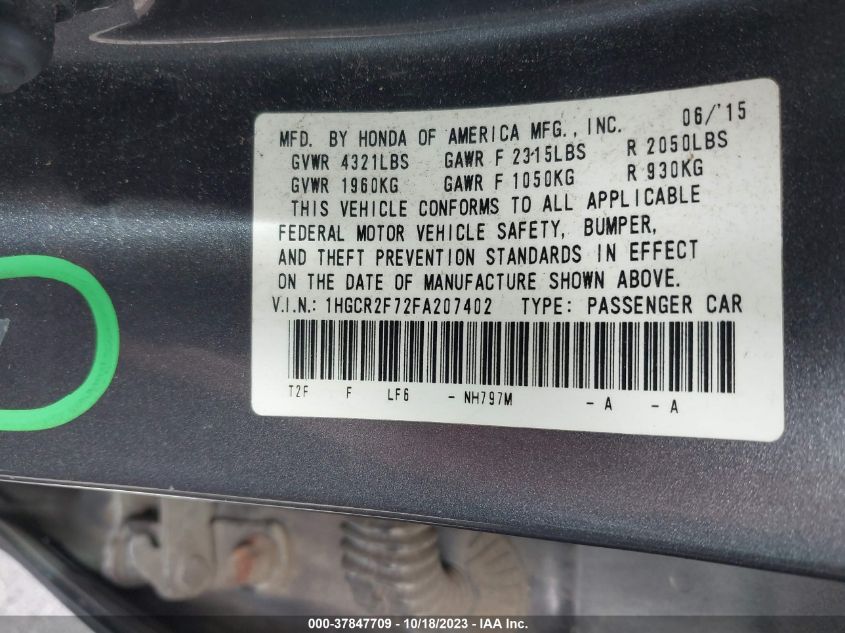 06/'15
MFD. BY HONDA OF AMERICA MFG., INC.
GVWR 4321LBS GAWR F 2315LBS R 2050LBS
GVWR 1960KG GAWR F 1050KG R 930KG
THIS VEHICLE CONFORMS TO ALL APPLICABLE
FEDERAL MOTOR VEHICLE SAFETY, BUMPER,
AND THEFT PREVENTION STANDARDS IN EFFECT
ON THE DATE OF MANUFACTURE SHOWN ABOVE.
V.I.N.: 1HGCR2F72FA207402 TYPE: PASSENGER CAR
T2F F LF6 - NH797M - A - A
000-37847709 - 10/18/2023 - IAA Inc.